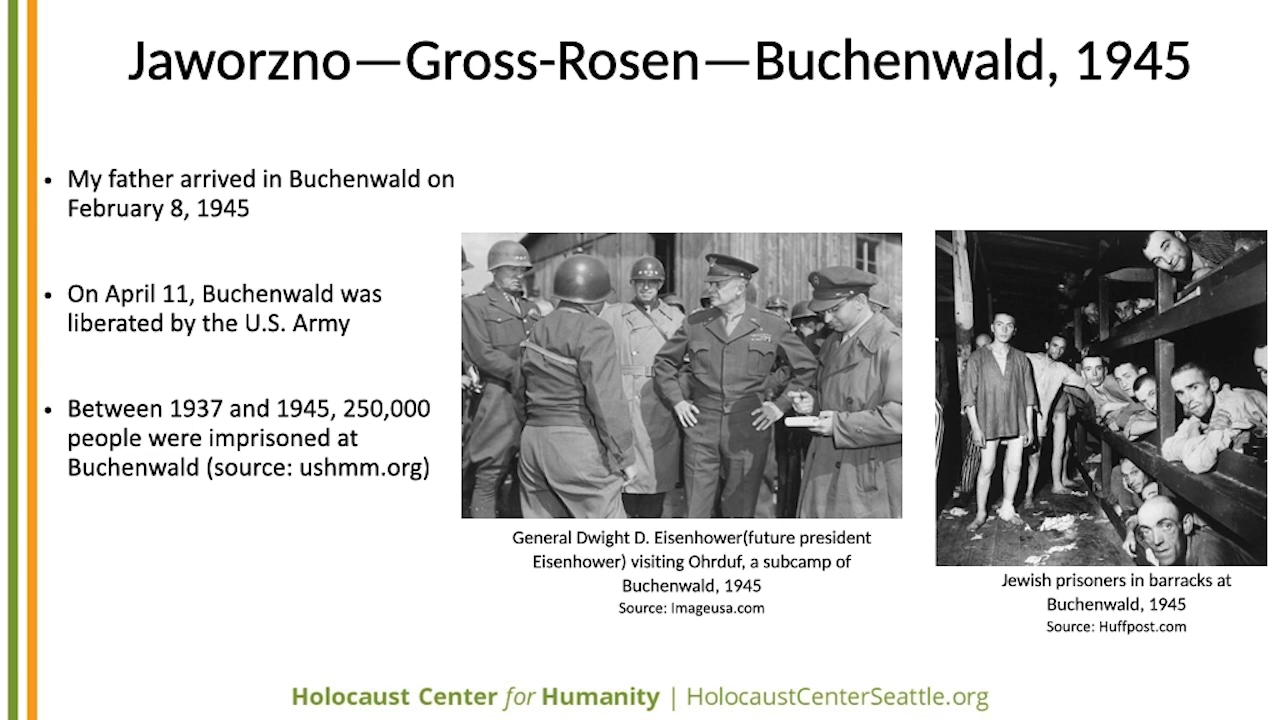 Jaworzno—Gross-Rosen—Buchenwald, 1945
• My father arrived in Buchenwald on
February 8, 1945
• On April 11, Buchenwald was
liberated by the U.S. Army
• Between 1937 and 1945, 250,000
people were imprisoned at
Buchenwald (source: ushmm.org)
General Dwight D. Eisenhower(future president
Eisenhower) visiting Ohrduf, a subcamp of
Buchenwald, 1945
Source: Imageusa.com
Jewish prisoners in barracks at
Buchenwald, 1945
Source: Huffpost.com
Holocaust Center for Humanity | HolocaustCenterSeattle.org